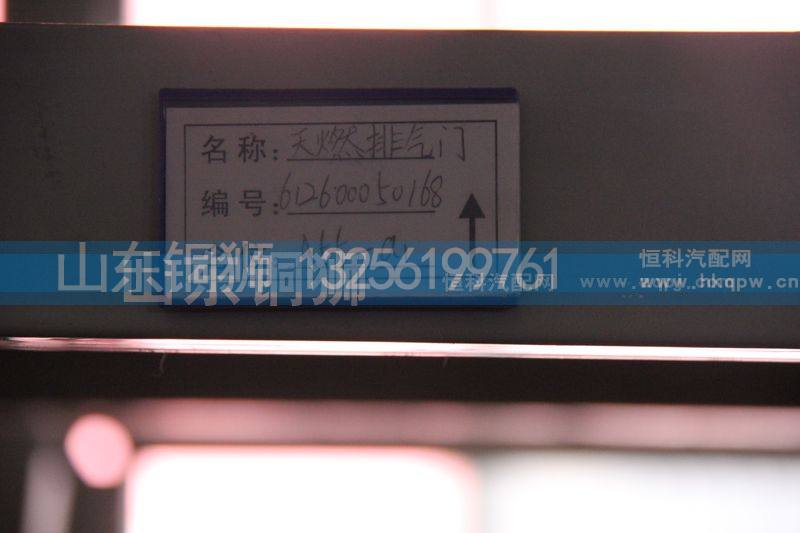 名称:天燃排气门
编号:612600050168
山东铜狮 13256199761
恒科汽配网
www.hkqpw.cn
恒科汽配网 www.hkqpw.cn